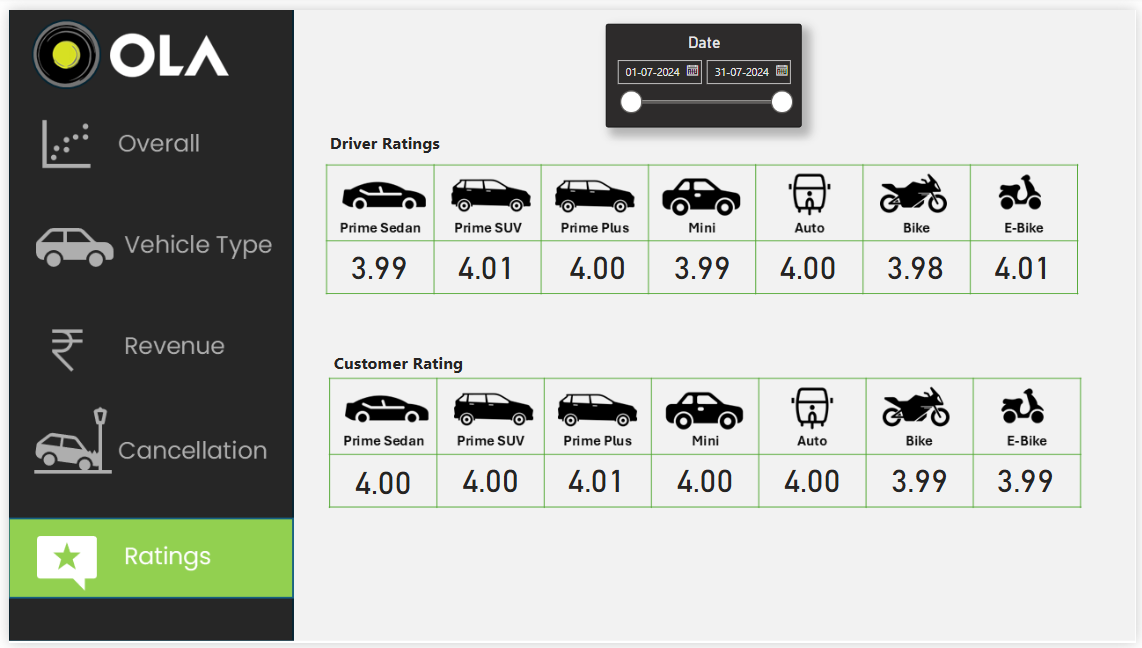 OLA
Overall
Vehicle Type
Revenue
Cancellation
Ratings
Date
01-07-2024 31-07-2024
Driver Ratings
Prime Sedan Prime SUV Prime Plus Mini Auto Bike E-Bike
3.99 4.01 4.00 3.99 4.00 3.98 4.01
Customer Rating
Prime Sedan Prime SUV Prime Plus Mini Auto Bike E-Bike
4.00 4.00 4.01 4.00 4.00 3.99 3.99